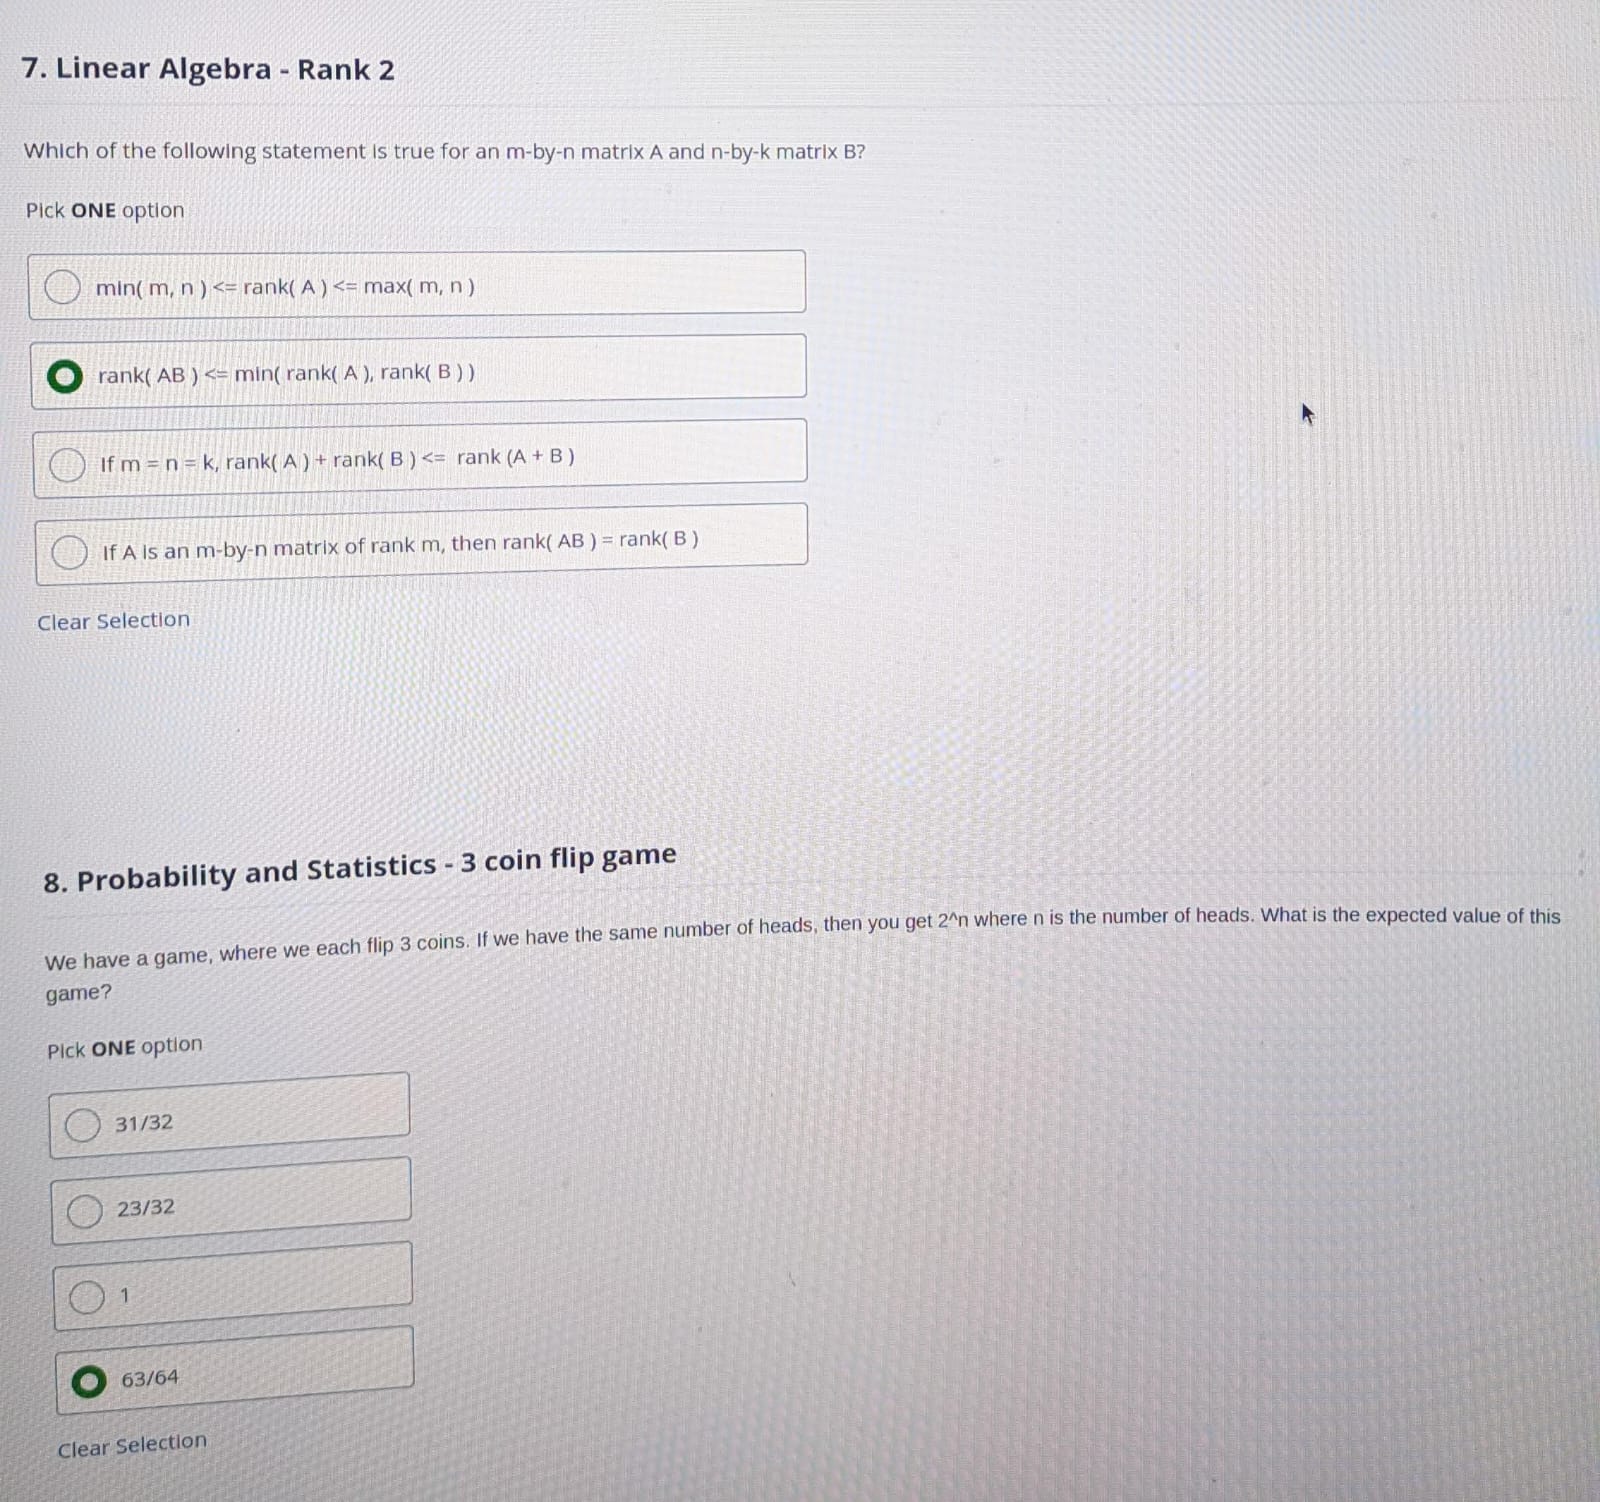 7. Linear Algebra - Rank 2
Which of the following statement is true for an m-by-n matrix A and n-by-k matrix B?
Pick ONE option
min( m, n ) <= rank( A ) <= max( m, n )
rank( AB ) <= min( rank( A ), rank( B ) )
If m = n = k, rank( A ) + rank( B ) <= rank (A + B )
If A is an m-by-n matrix of rank m, then rank( AB ) = rank( B )
Clear Selection
8. Probability and Statistics - 3 coin flip game
We have a game, where we each flip 3 coins. If we have the same number of heads, then you get 2^n where n is the number of heads. What is the expected value of this
game?
Pick ONE option
31/32
23/32
1
63/64
Clear Selection